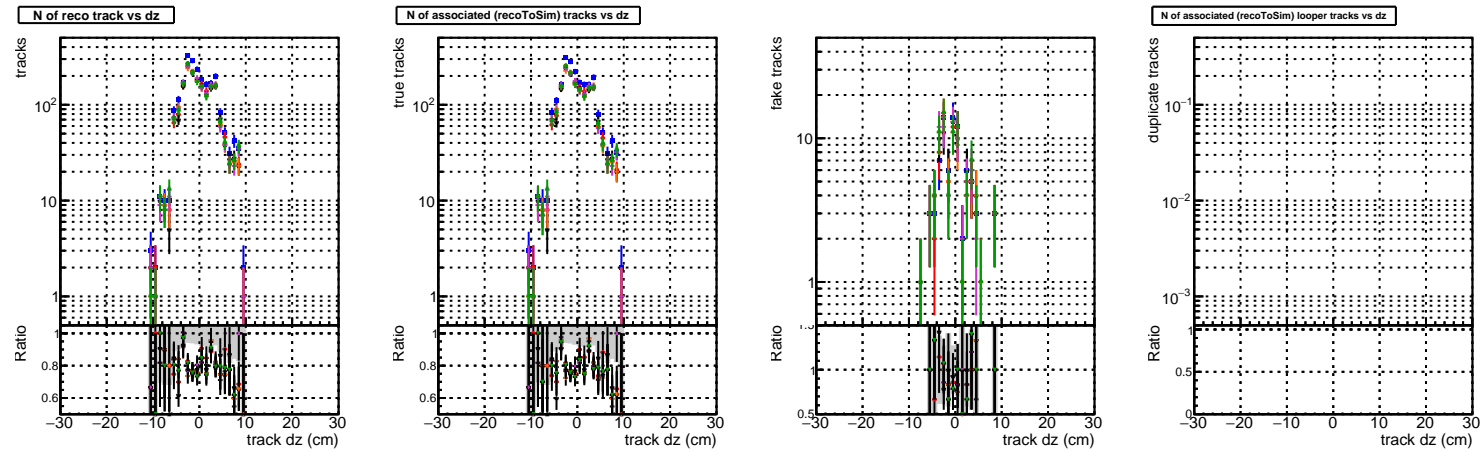 N of reco track vs dz
tracks
10²
10
1
Ratio
1
0.8
0.6
−30 −20 −10 0 10 20 30
track dz (cm)
N of associated (recoToSim) tracks vs dz
true tracks
10²
10
1
Ratio
1
0.8
0.6
−30 −20 −10 0 10 20 30
track dz (cm)
fake tracks
10
1
Ratio
1.5
1
0.5
−30 −20 −10 0 10 20 30
track dz (cm)
N of associated (recoToSim) looper tracks vs dz
duplicate tracks
10⁻¹
10⁻²
10⁻³
Ratio
1
0.5
0
−30 −20 −10 0 10 20 30
track dz (cm)